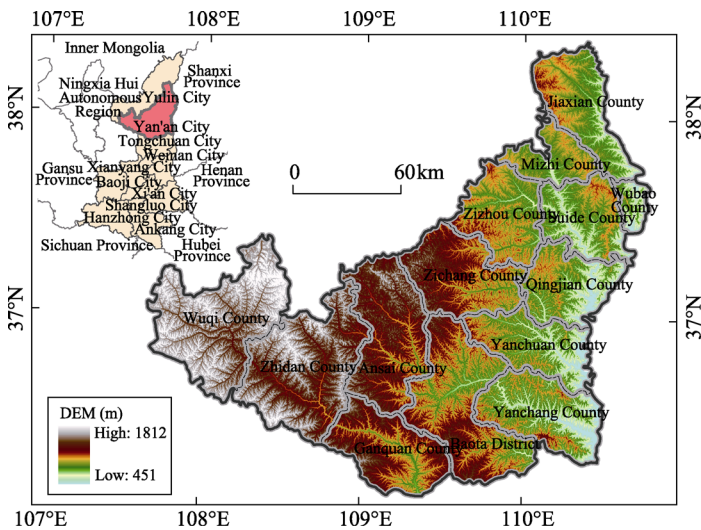 107°E
108°E
109°E
110°E
38°N
37°N
Inner Mongolia
Shanxi
Province
Ningxia Hui
Autonomous
Region
Yulin City
Yan'an City
Tongchuan City
Weinan City
Gansu
Province
Xianyang City
Henan
Province
Baoji City
Xi'an City
Shangluo City
Hanzhong City
Ankang City
Sichuan Province
Hubei
Province
0
60km
Jiaxian County
Mizhi County
Wubao
County
Zizhou County
Suide County
Zichang County
Qingjian County
Wuqi County
Yanchuan County
Zhidan County
Ansai County
Yanchang County
Ganquan County
Baota District
DEM (m)
High: 1812
Low: 451
38°N
37°N
107°E
108°E
109°E
110°E